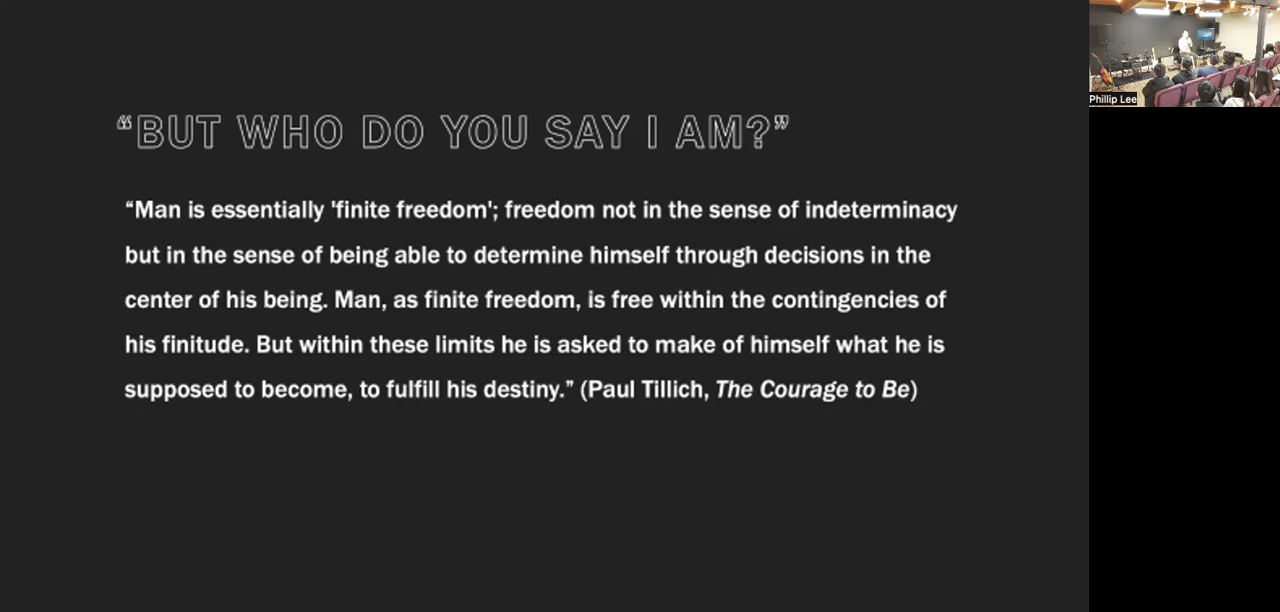 “BUT WHO DO YOU SAY I AM?”
“Man is essentially 'finite freedom'; freedom not in the sense of indeterminacy
but in the sense of being able to determine himself through decisions in the
center of his being. Man, as finite freedom, is free within the contingencies of
his finitude. But within these limits he is asked to make of himself what he is
supposed to become, to fulfill his destiny.” (Paul Tillich, The Courage to Be)
Phillip Lee